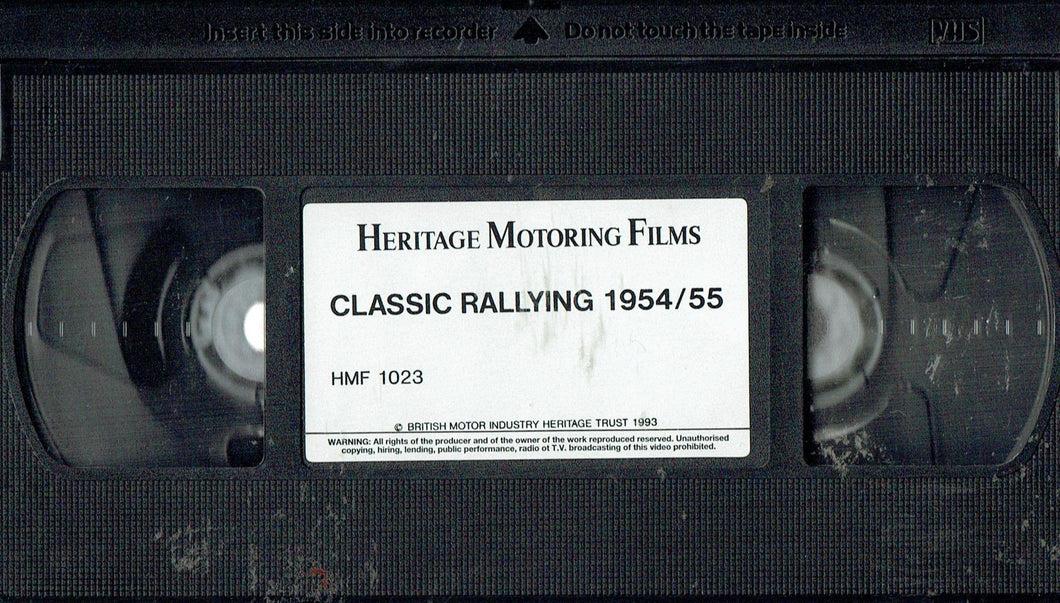 Insert this side into recorder Do not touch the tape inside VHS
HERITAGE MOTORING FILMS
CLASSIC RALLYING 1954/55
HMF 1023
© BRITISH MOTOR INDUSTRY HERITAGE TRUST 1993
WARNING: All rights of the producer and of the owner of the work reproduced reserved. Unauthorised
copying, hiring, lending, public performance, radio ot T.V. broadcasting of this video prohibited.